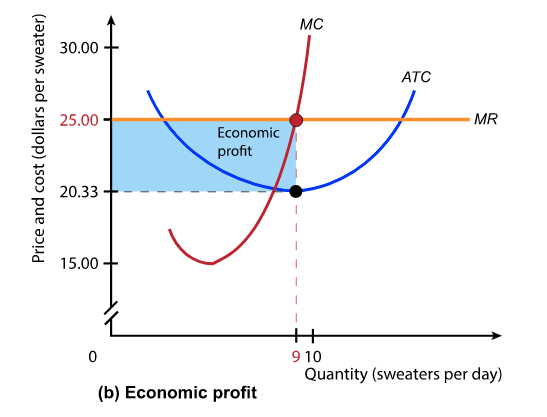 MC
30.00
ATC
25.00
MR
Economic
profit
Price and cost (dollars per sweater)
20.33
15.00
0
9 10
Quantity (sweaters per day)
(b) Economic profit